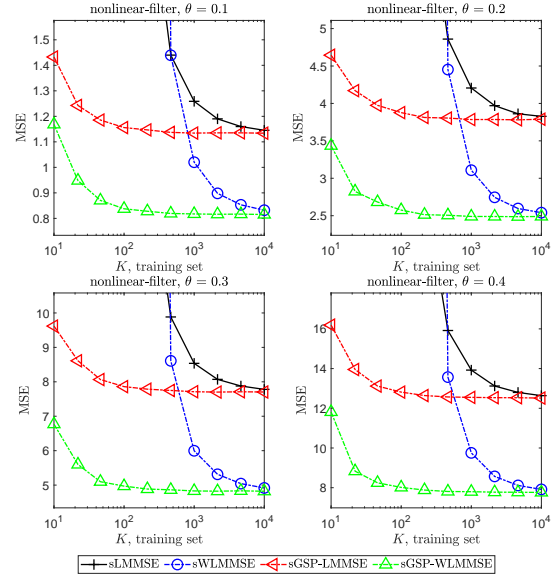 nonlinear-filter, θ = 0.1
nonlinear-filter, θ = 0.2
MSE
1.5
1.4
1.3
1.2
1.1
1
0.9
0.8
10¹ 10² 10³ 10⁴
K, training set
5
4.5
4
3.5
3
2.5
10¹ 10² 10³ 10⁴
K, training set
nonlinear-filter, θ = 0.3
nonlinear-filter, θ = 0.4
MSE
10
9
8
7
6
5
10¹ 10² 10³ 10⁴
K, training set
MSE
16
14
12
10
8
10¹ 10² 10³ 10⁴
K, training set
MSE
sLMMSE sWLMMSE sGSP-LMMSE sGSP-WLMMSE